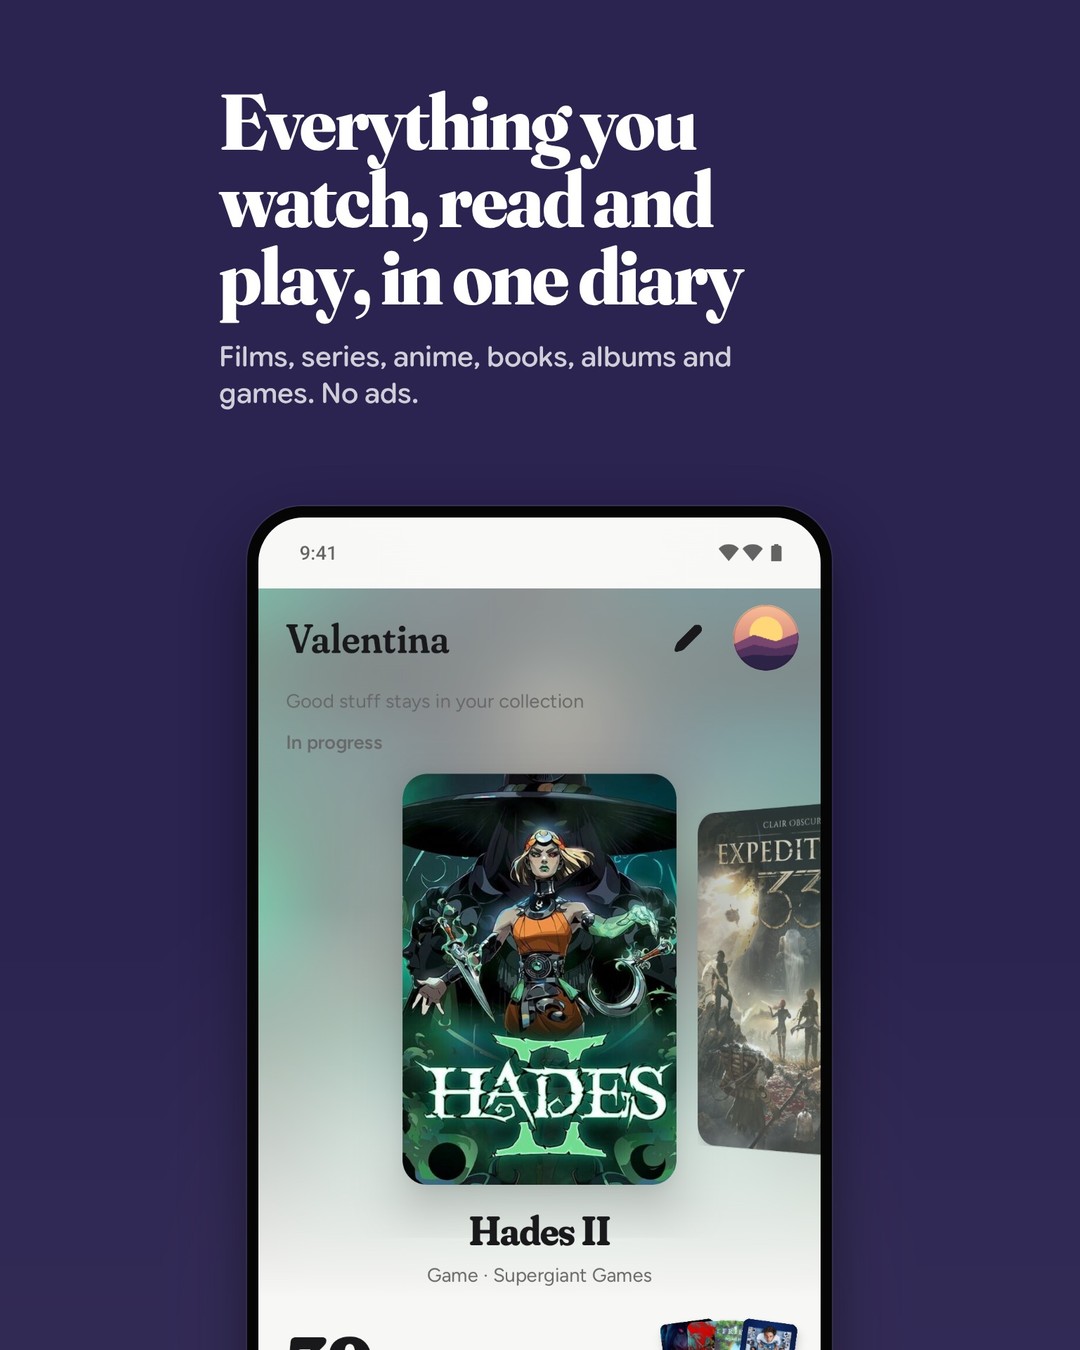 Everything you
watch, read and
play, in one diary
Films, series, anime, books, albums and
games. No ads.
9:41
Valentina
Good stuff stays in your collection
In progress
CLAIR OBSCUR
EXPEDIT
33
HADES
II
Hades II
Game · Supergiant Games